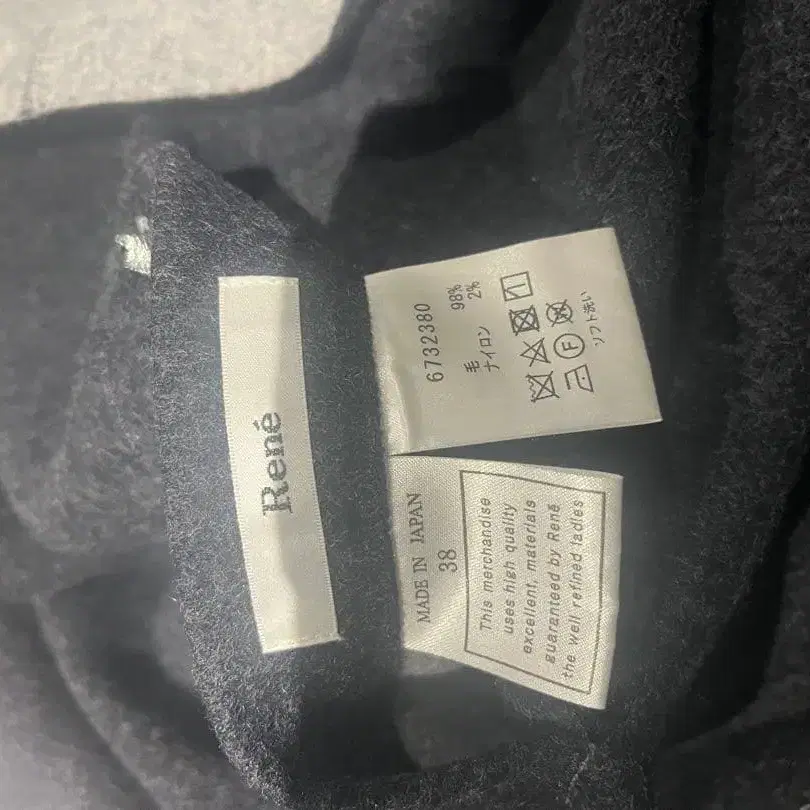 René
6732380
毛 98%
ナイロン 2%
F
ソフト洗い
MADE IN JAPAN
38
This merchandise
uses high quality
excellent, materials
guaranteed by René
the well refined ladies